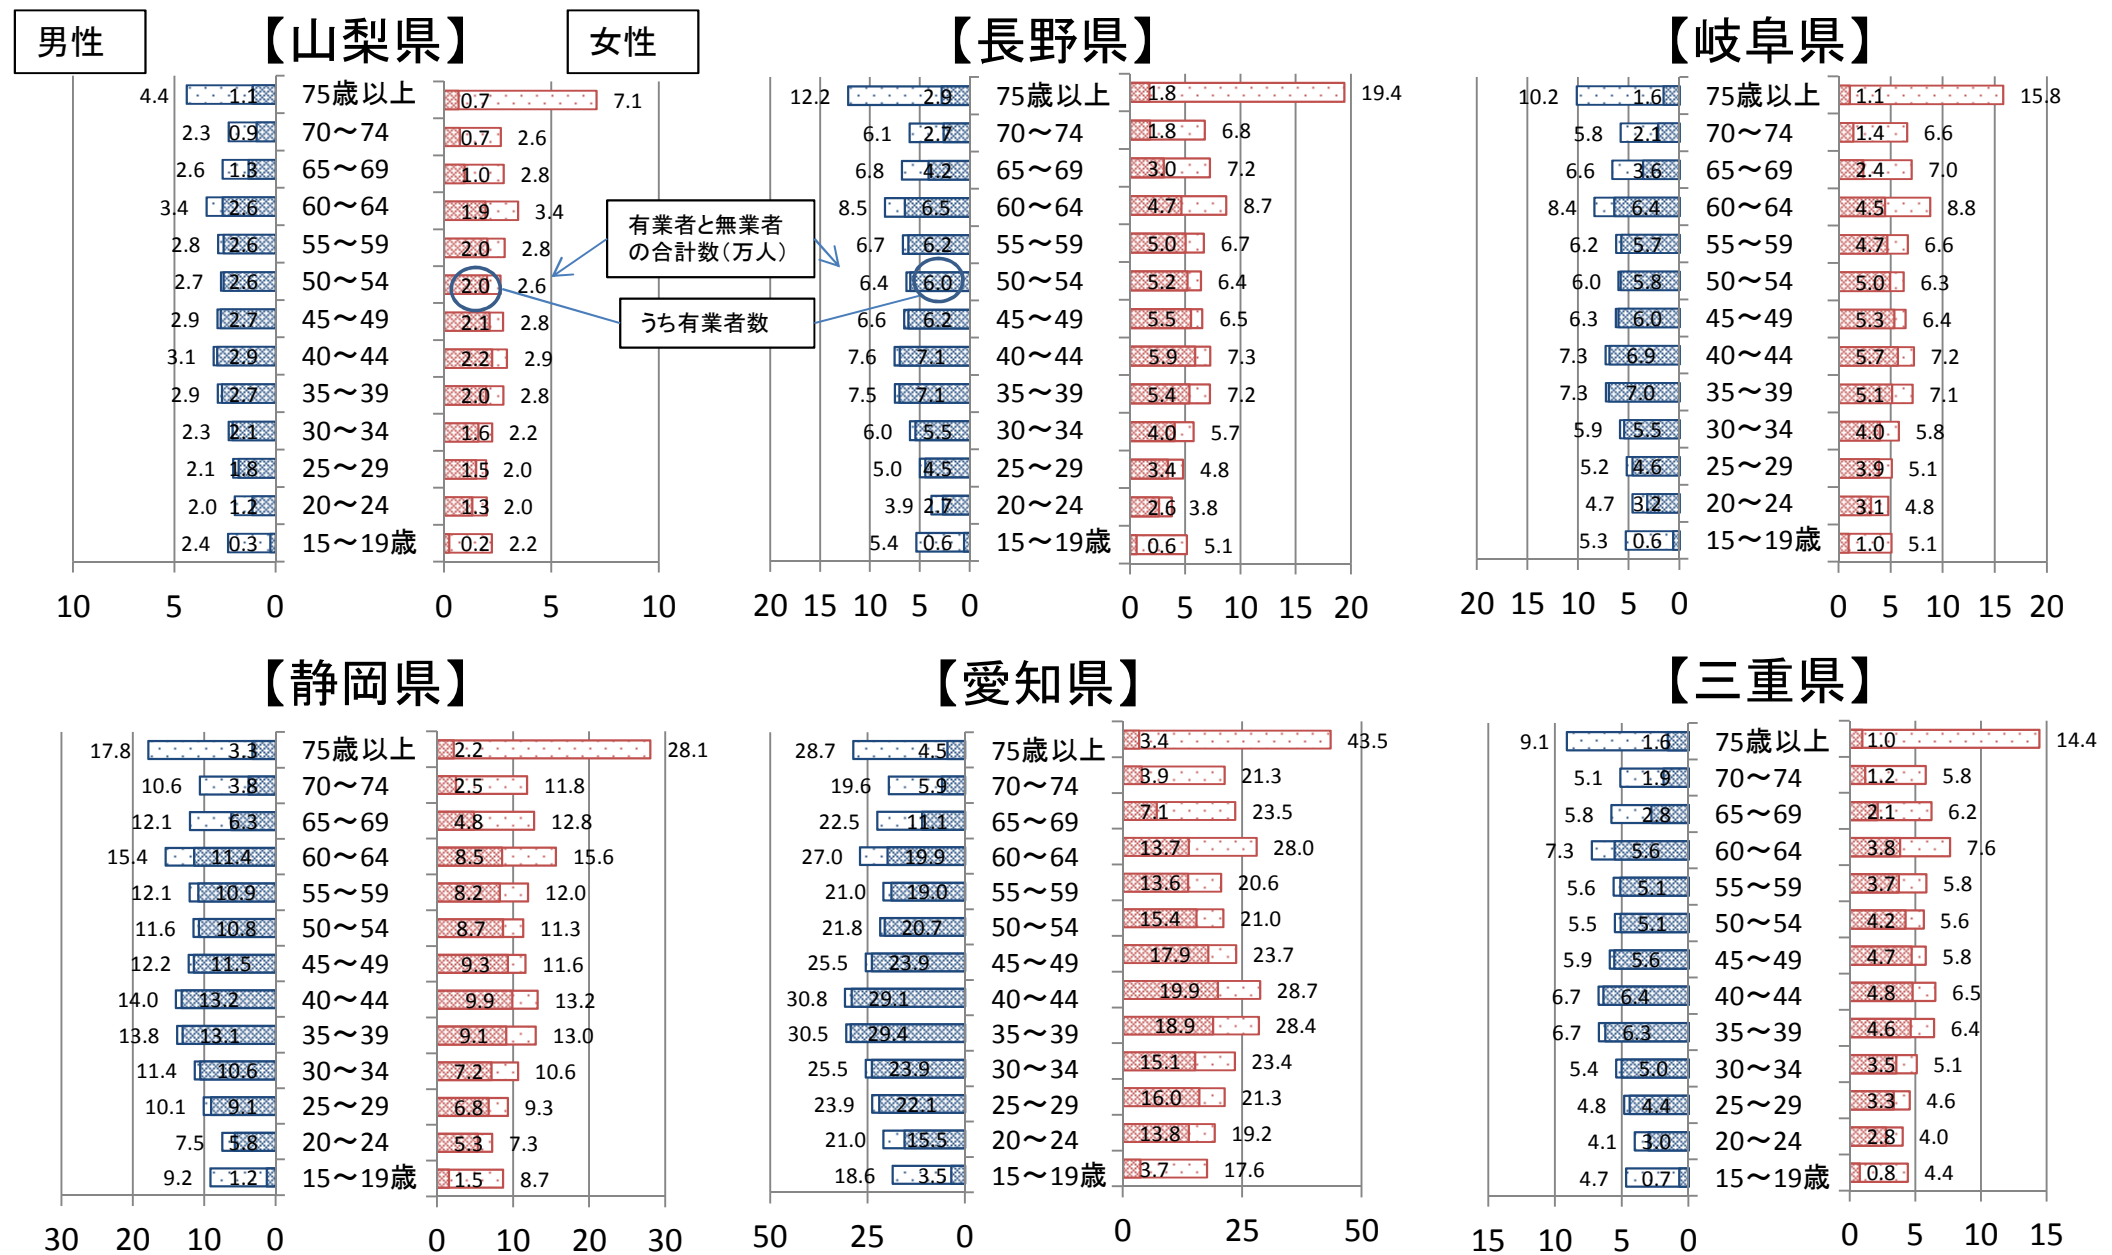 男性
【山梨県】
女性
【長野県】
【岐阜県】
4.4 1.1 75歳以上 0.7 7.1
2.3 0.9 70～74 0.7 2.6
2.6 1.3 65～69 1.0 2.8
3.4 2.6 60～64 1.9 3.4
2.8 2.6 55～59 2.0 2.8
2.7 2.6 50～54 2.0 2.6
2.9 2.7 45～49 2.1 2.8
3.1 2.9 40～44 2.2 2.9
2.9 2.7 35～39 2.0 2.8
2.3 2.1 30～34 1.6 2.2
2.1 1.8 25～29 1.5 2.0
2.0 1.2 20～24 1.3 2.0
2.4 0.3 15～19歳 0.2 2.2
10 5 0 0 5 10
有業者と無業者
の合計数（万人）
うち有業者数
12.2 2.9 75歳以上 1.8 19.4
6.1 2.7 70～74 1.8 6.8
6.8 4.2 65～69 3.0 7.2
8.5 6.5 60～64 4.7 8.7
6.7 6.2 55～59 5.0 6.7
6.4 6.0 50～54 5.2 6.4
6.6 6.2 45～49 5.5 6.5
7.6 7.1 40～44 5.9 7.3
7.5 7.1 35～39 5.4 7.2
6.0 5.5 30～34 4.0 5.7
5.0 4.5 25～29 3.4 4.8
3.9 2.7 20～24 2.6 3.8
5.4 0.6 15～19歳 0.6 5.1
20 15 10 5 0 0 5 10 15 20
10.2 1.6 75歳以上 1.1 15.8
5.8 2.1 70～74 1.4 6.6
6.6 3.6 65～69 2.4 7.0
8.4 6.4 60～64 4.5 8.8
6.2 5.7 55～59 4.7 6.6
6.0 5.8 50～54 5.0 6.3
6.3 6.0 45～49 5.3 6.4
7.3 6.9 40～44 5.7 7.2
7.3 7.0 35～39 5.1 7.1
5.9 5.5 30～34 4.0 5.8
5.2 4.6 25～29 3.9 5.1
4.7 3.2 20～24 3.1 4.8
5.3 0.6 15～19歳 1.0 5.1
20 15 10 5 0 0 5 10 15 20
【静岡県】
【愛知県】
【三重県】
17.8 3.3 75歳以上 2.2 28.1
10.6 3.8 70～74 2.5 11.8
12.1 6.3 65～69 4.8 12.8
15.4 11.4 60～64 8.5 15.6
12.1 10.9 55～59 8.2 12.0
11.6 10.8 50～54 8.7 11.3
12.2 11.5 45～49 9.3 11.6
14.0 13.2 40～44 9.9 13.2
13.8 13.1 35～39 9.1 13.0
11.4 10.6 30～34 7.2 10.6
10.1 9.1 25～29 6.8 9.3
7.5 5.8 20～24 5.3 7.3
9.2 1.2 15～19歳 1.5 8.7
30 20 10 0 0 10 20 30
28.7 4.5 75歳以上 3.4 43.5
19.6 5.9 70～74 3.9 21.3
22.5 11.1 65～69 7.1 23.5
27.0 19.9 60～64 13.7 28.0
21.0 19.0 55～59 13.6 20.6
21.8 20.7 50～54 15.4 21.0
25.5 23.9 45～49 17.9 23.7
30.8 29.1 40～44 19.9 28.7
30.5 29.4 35～39 18.9 28.4
25.5 23.9 30～34 15.1 23.4
23.9 22.1 25～29 16.0 21.3
21.0 15.5 20～24 13.8 19.2
18.6 3.5 15～19歳 3.7 17.6
50 25 0 0 25 50
9.1 1.6 75歳以上 1.0 14.4
5.1 1.9 70～74 1.2 5.8
5.8 2.8 65～69 2.1 6.2
7.3 5.6 60～64 3.8 7.6
5.6 5.1 55～59 3.7 5.8
5.5 5.1 50～54 4.2 5.6
5.9 5.6 45～49 4.7 5.8
6.7 6.4 40～44 4.8 6.5
6.7 6.3 35～39 4.6 6.4
5.4 5.0 30～34 3.5 5.1
4.8 4.4 25～29 3.3 4.6
4.1 3.0 20～24 2.8 4.0
4.7 0.7 15～19歳 0.8 4.4
15 10 5 0 0 5 10 15